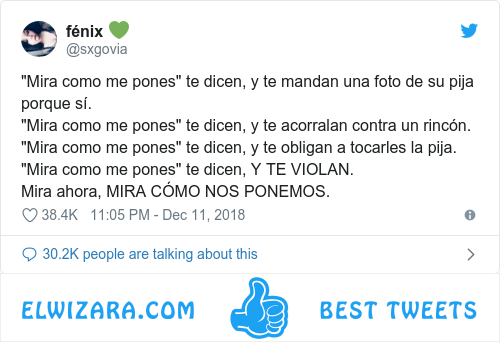 fénix 💚
@sxgovia
"Mira como me pones" te dicen, y te mandan una foto de su pija
porque sí.
"Mira como me pones" te dicen, y te acorralan contra un rincón.
"Mira como me pones" te dicen, y te obligan a tocarles la pija.
"Mira como me pones" te dicen, Y TE VIOLAN.
Mira ahora, MIRA CÓMO NOS PONEMOS.
38.4K 11:05 PM - Dec 11, 2018
30.2K people are talking about this
ELWIZARA.COM BEST TWEETS